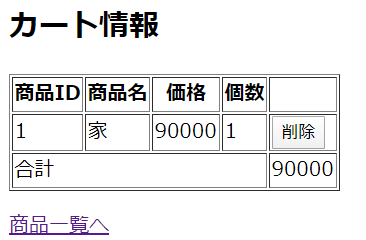 カート情報
商品ID 商品名 価格 個数
1 家 90000 1 削除
合計 90000
商品一覧へ